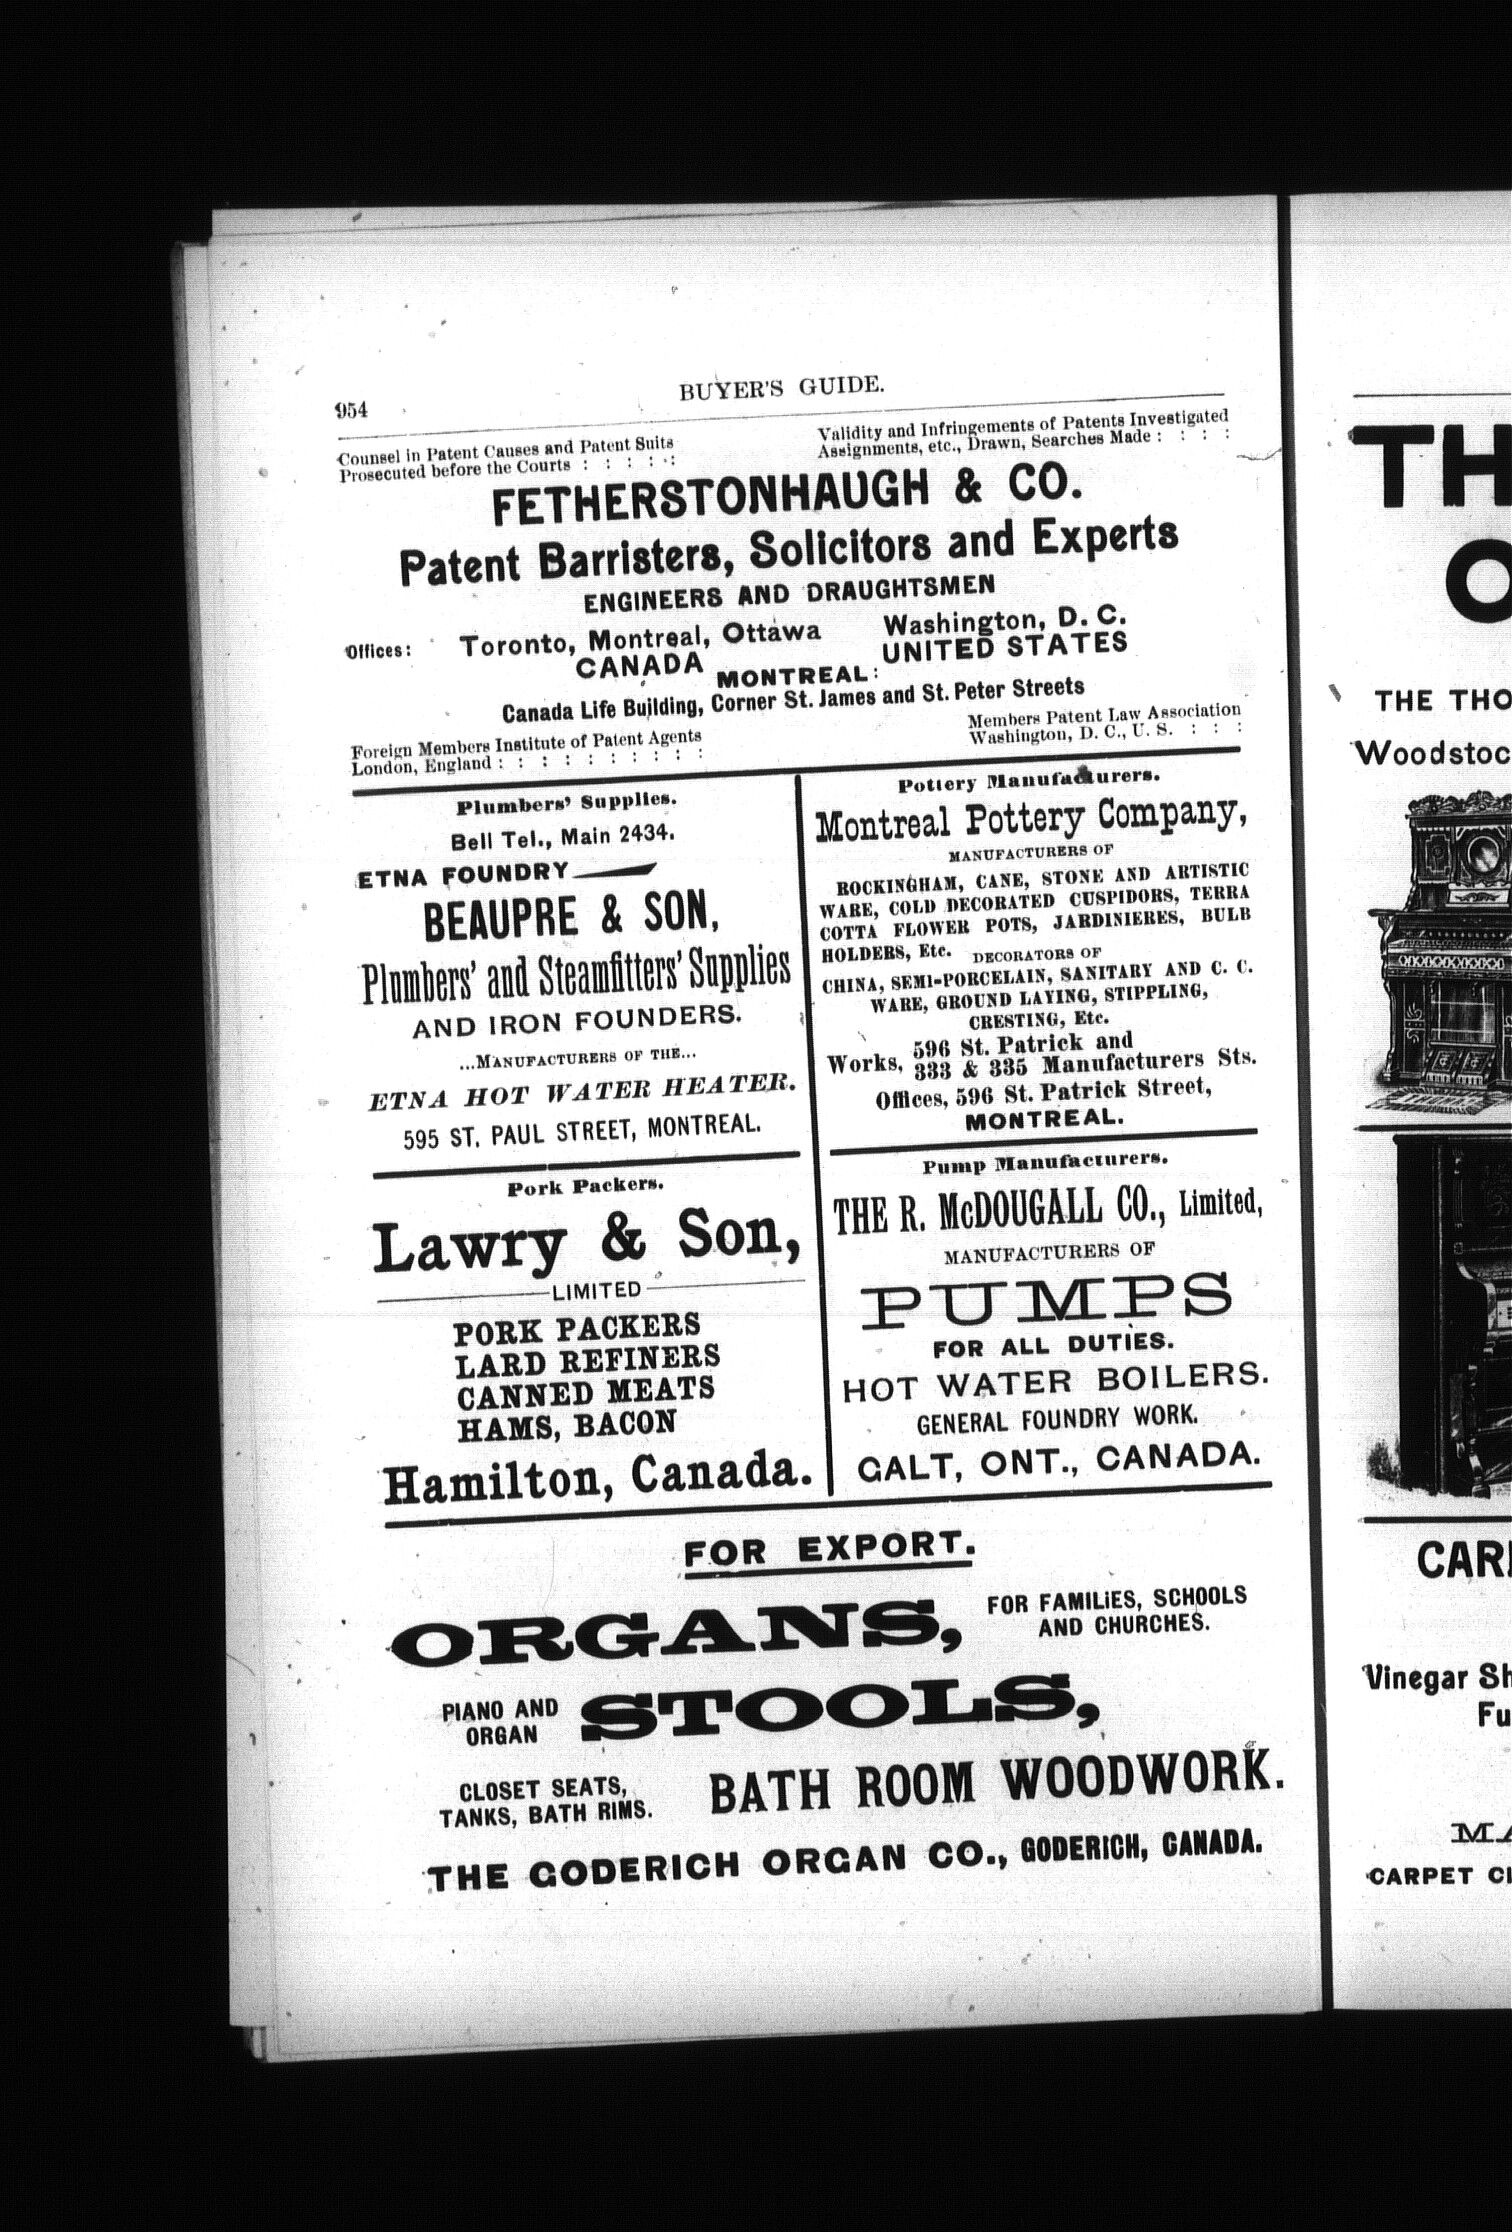 954
BUYER'S GUIDE.
Counsel in Patent Causes and Patent Suits
Prosecuted before the Courts : : : : :
Validity and Infringements of Patents Investigated
Assignments, etc., Drawn, Searches Made : : : :
FETHERSTONHAUGH & CO.
Patent Barristers, Solicitors and Experts
ENGINEERS AND DRAUGHTSMEN
Offices: Toronto, Montreal, Ottawa
CANADA
Washington, D. C.
UNITED STATES
MONTREAL:
Canada Life Building, Corner St. James and St. Peter Streets
Foreign Members Institute of Patent Agents
London, England : : : : : : : : : :
Members Patent Law Association
Washington, D. C., U. S. : : :
Plumbers' Supplies.
Bell Tel., Main 2434.
ETNA FOUNDRY
BEAUPRE & SON,
Plumbers' and Steamfitters' Supplies
AND IRON FOUNDERS.
...MANUFACTURERS OF THE...
ETNA HOT WATER HEATER.
595 ST. PAUL STREET, MONTREAL.
Pork Packers.
Lawry & Son,
LIMITED
PORK PACKERS
LARD REFINERS
CANNED MEATS
HAMS, BACON
Hamilton, Canada.
Pottery Manufacturers.
Montreal Pottery Company,
MANUFACTURERS OF
ROCKINGHAM, CANE, STONE AND ARTISTIC
WARE, COLD DECORATED CUSPIDORS, TERRA
COTTA FLOWER POTS, JARDINIERES, BULB
HOLDERS, Etc. DECORATORS OF
CHINA, SEMI-PORCELAIN, SANITARY AND C. C.
WARE, GROUND LAYING, STIPPLING,
CRESTING, Etc.
Works, 596 St. Patrick and
333 & 335 Manufacturers Sts.
Offices, 596 St. Patrick Street,
MONTREAL.
Pump Manufacturers.
THE R. McDOUGALL CO., Limited,
MANUFACTURERS OF
PUMPS
FOR ALL DUTIES.
HOT WATER BOILERS.
GENERAL FOUNDRY WORK.
GALT, ONT., CANADA.
FOR EXPORT.
ORGANS, FOR FAMILIES, SCHOOLS
AND CHURCHES.
PIANO AND
ORGAN STOOLS,
CLOSET SEATS,
TANKS, BATH RIMS.
BATH ROOM WOODWORK.
THE GODERICH ORGAN CO., GODERICH, CANADA.
TH
O
THE THO
Woodstoc
CAR
Vinegar Sh
Fu
MA
CARPET